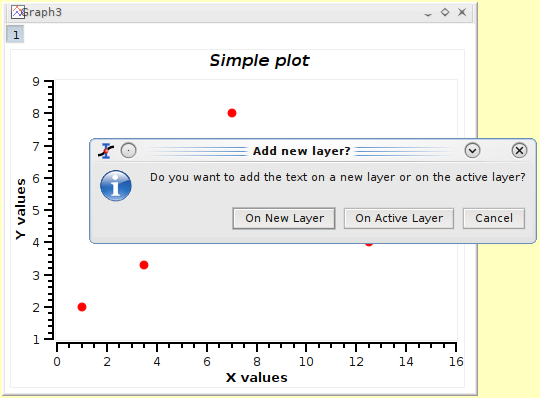 Graph3
1
Simple plot
Add new layer?
Do you want to add the text on a new layer or on the active layer?
On New Layer On Active Layer Cancel
Y values
9
8
7
6
5
4
3
2
1
0 2 4 6 8 10 12 14 16
X values